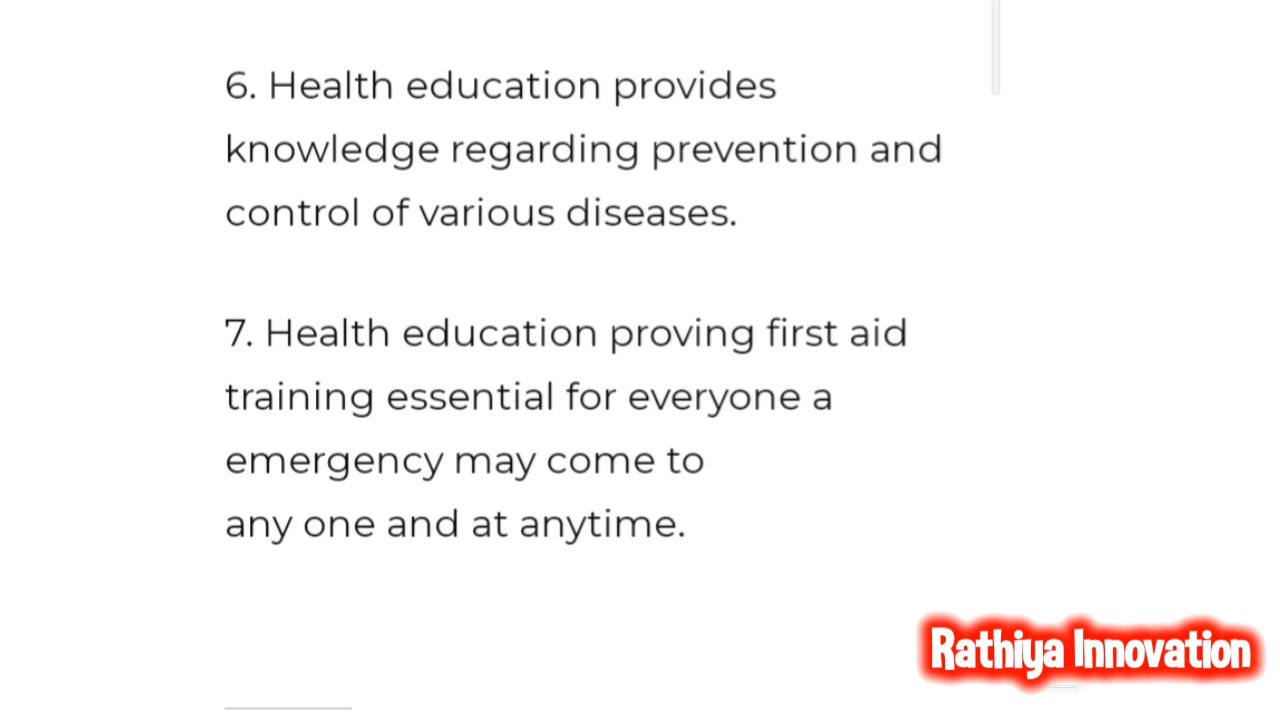 6. Health education provides
knowledge regarding prevention and
control of various diseases.
7. Health education proving first aid
training essential for everyone a
emergency may come to
any one and at anytime.
Rathiya Innovation